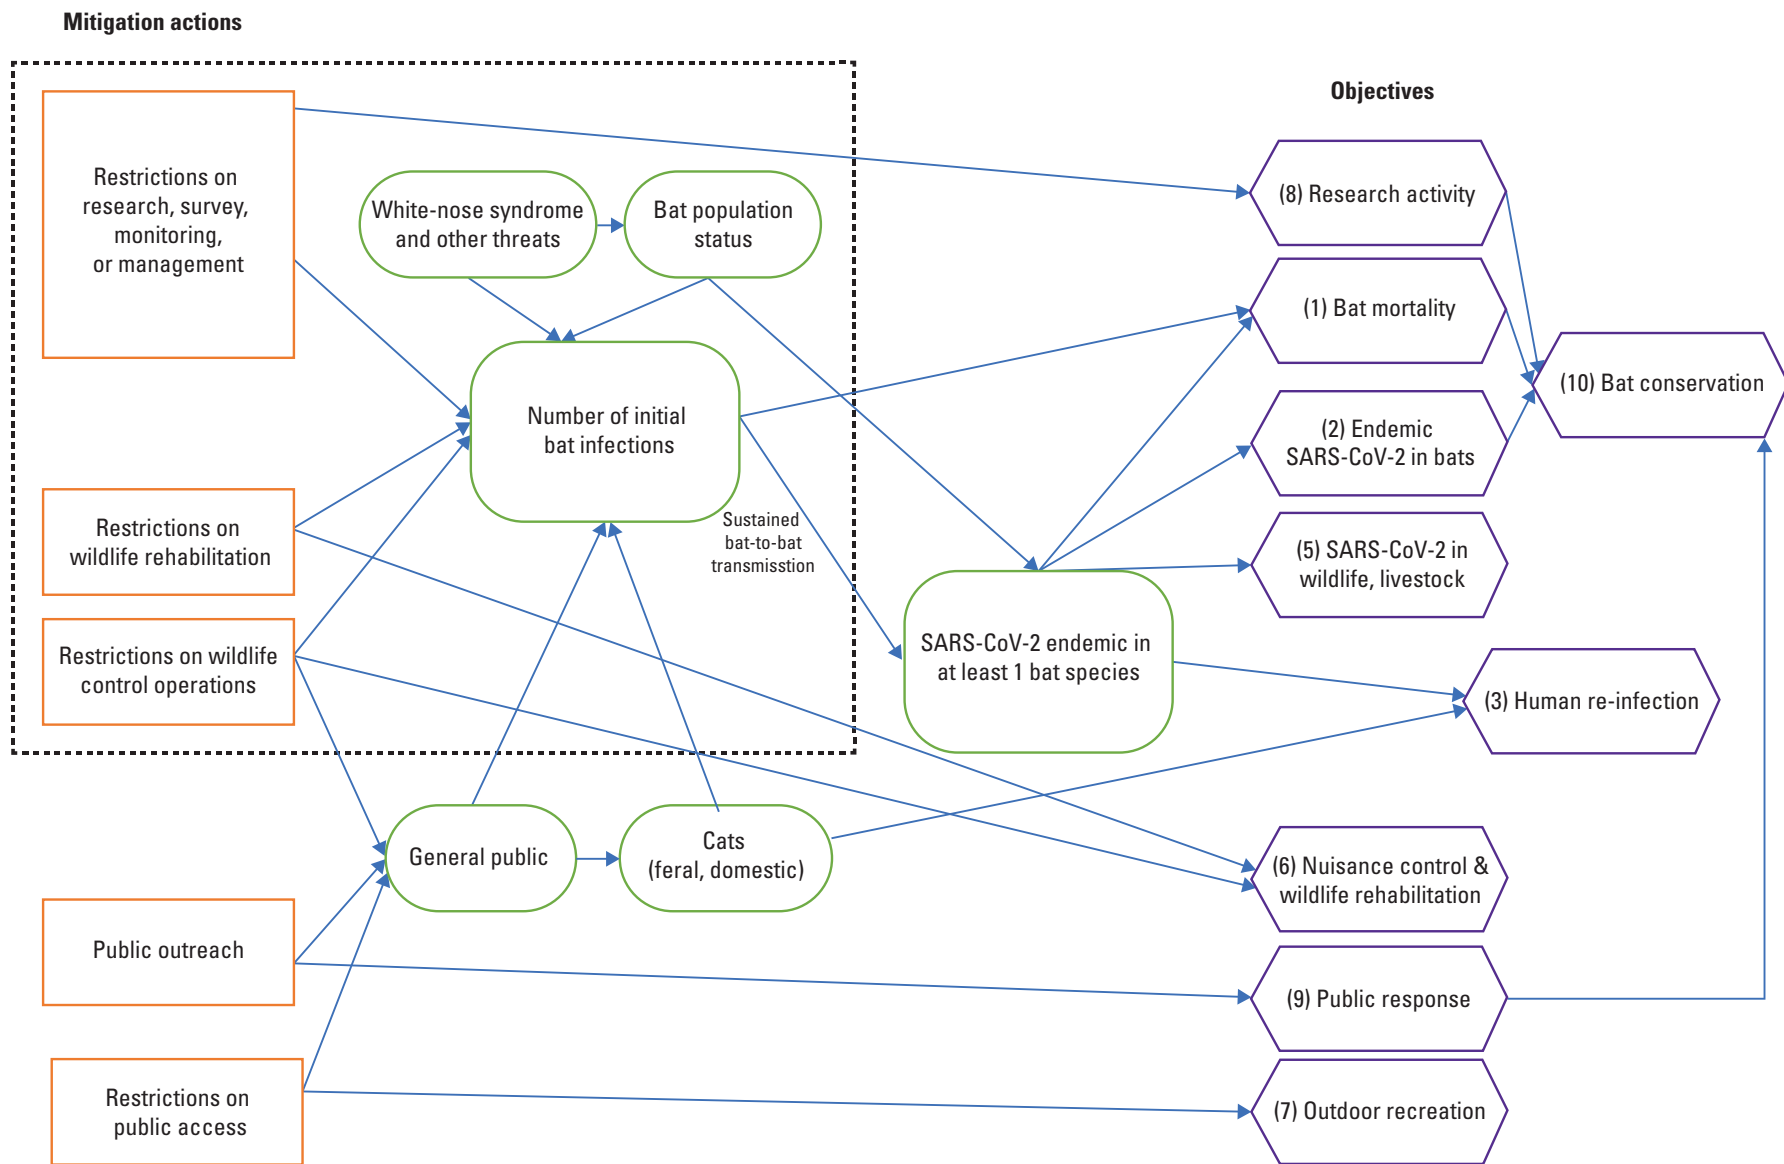 Mitigation actions
Objectives
Restrictions on
research, survey,
monitoring,
or management
White-nose syndrome
and other threats
Bat population
status
(8) Research activity
(1) Bat mortality
(10) Bat conservation
Number of initial
bat infections
(2) Endemic
SARS-CoV-2 in bats
Restrictions on
wildlife rehabilitation
Sustained
bat-to-bat
transmisstion
(5) SARS-CoV-2 in
wildlife, livestock
Restrictions on wildlife
control operations
SARS-CoV-2 endemic in
at least 1 bat species
(3) Human re-infection
General public
Cats
(feral, domestic)
(6) Nuisance control &
wildlife rehabilitation
Public outreach
(9) Public response
Restrictions on
public access
(7) Outdoor recreation